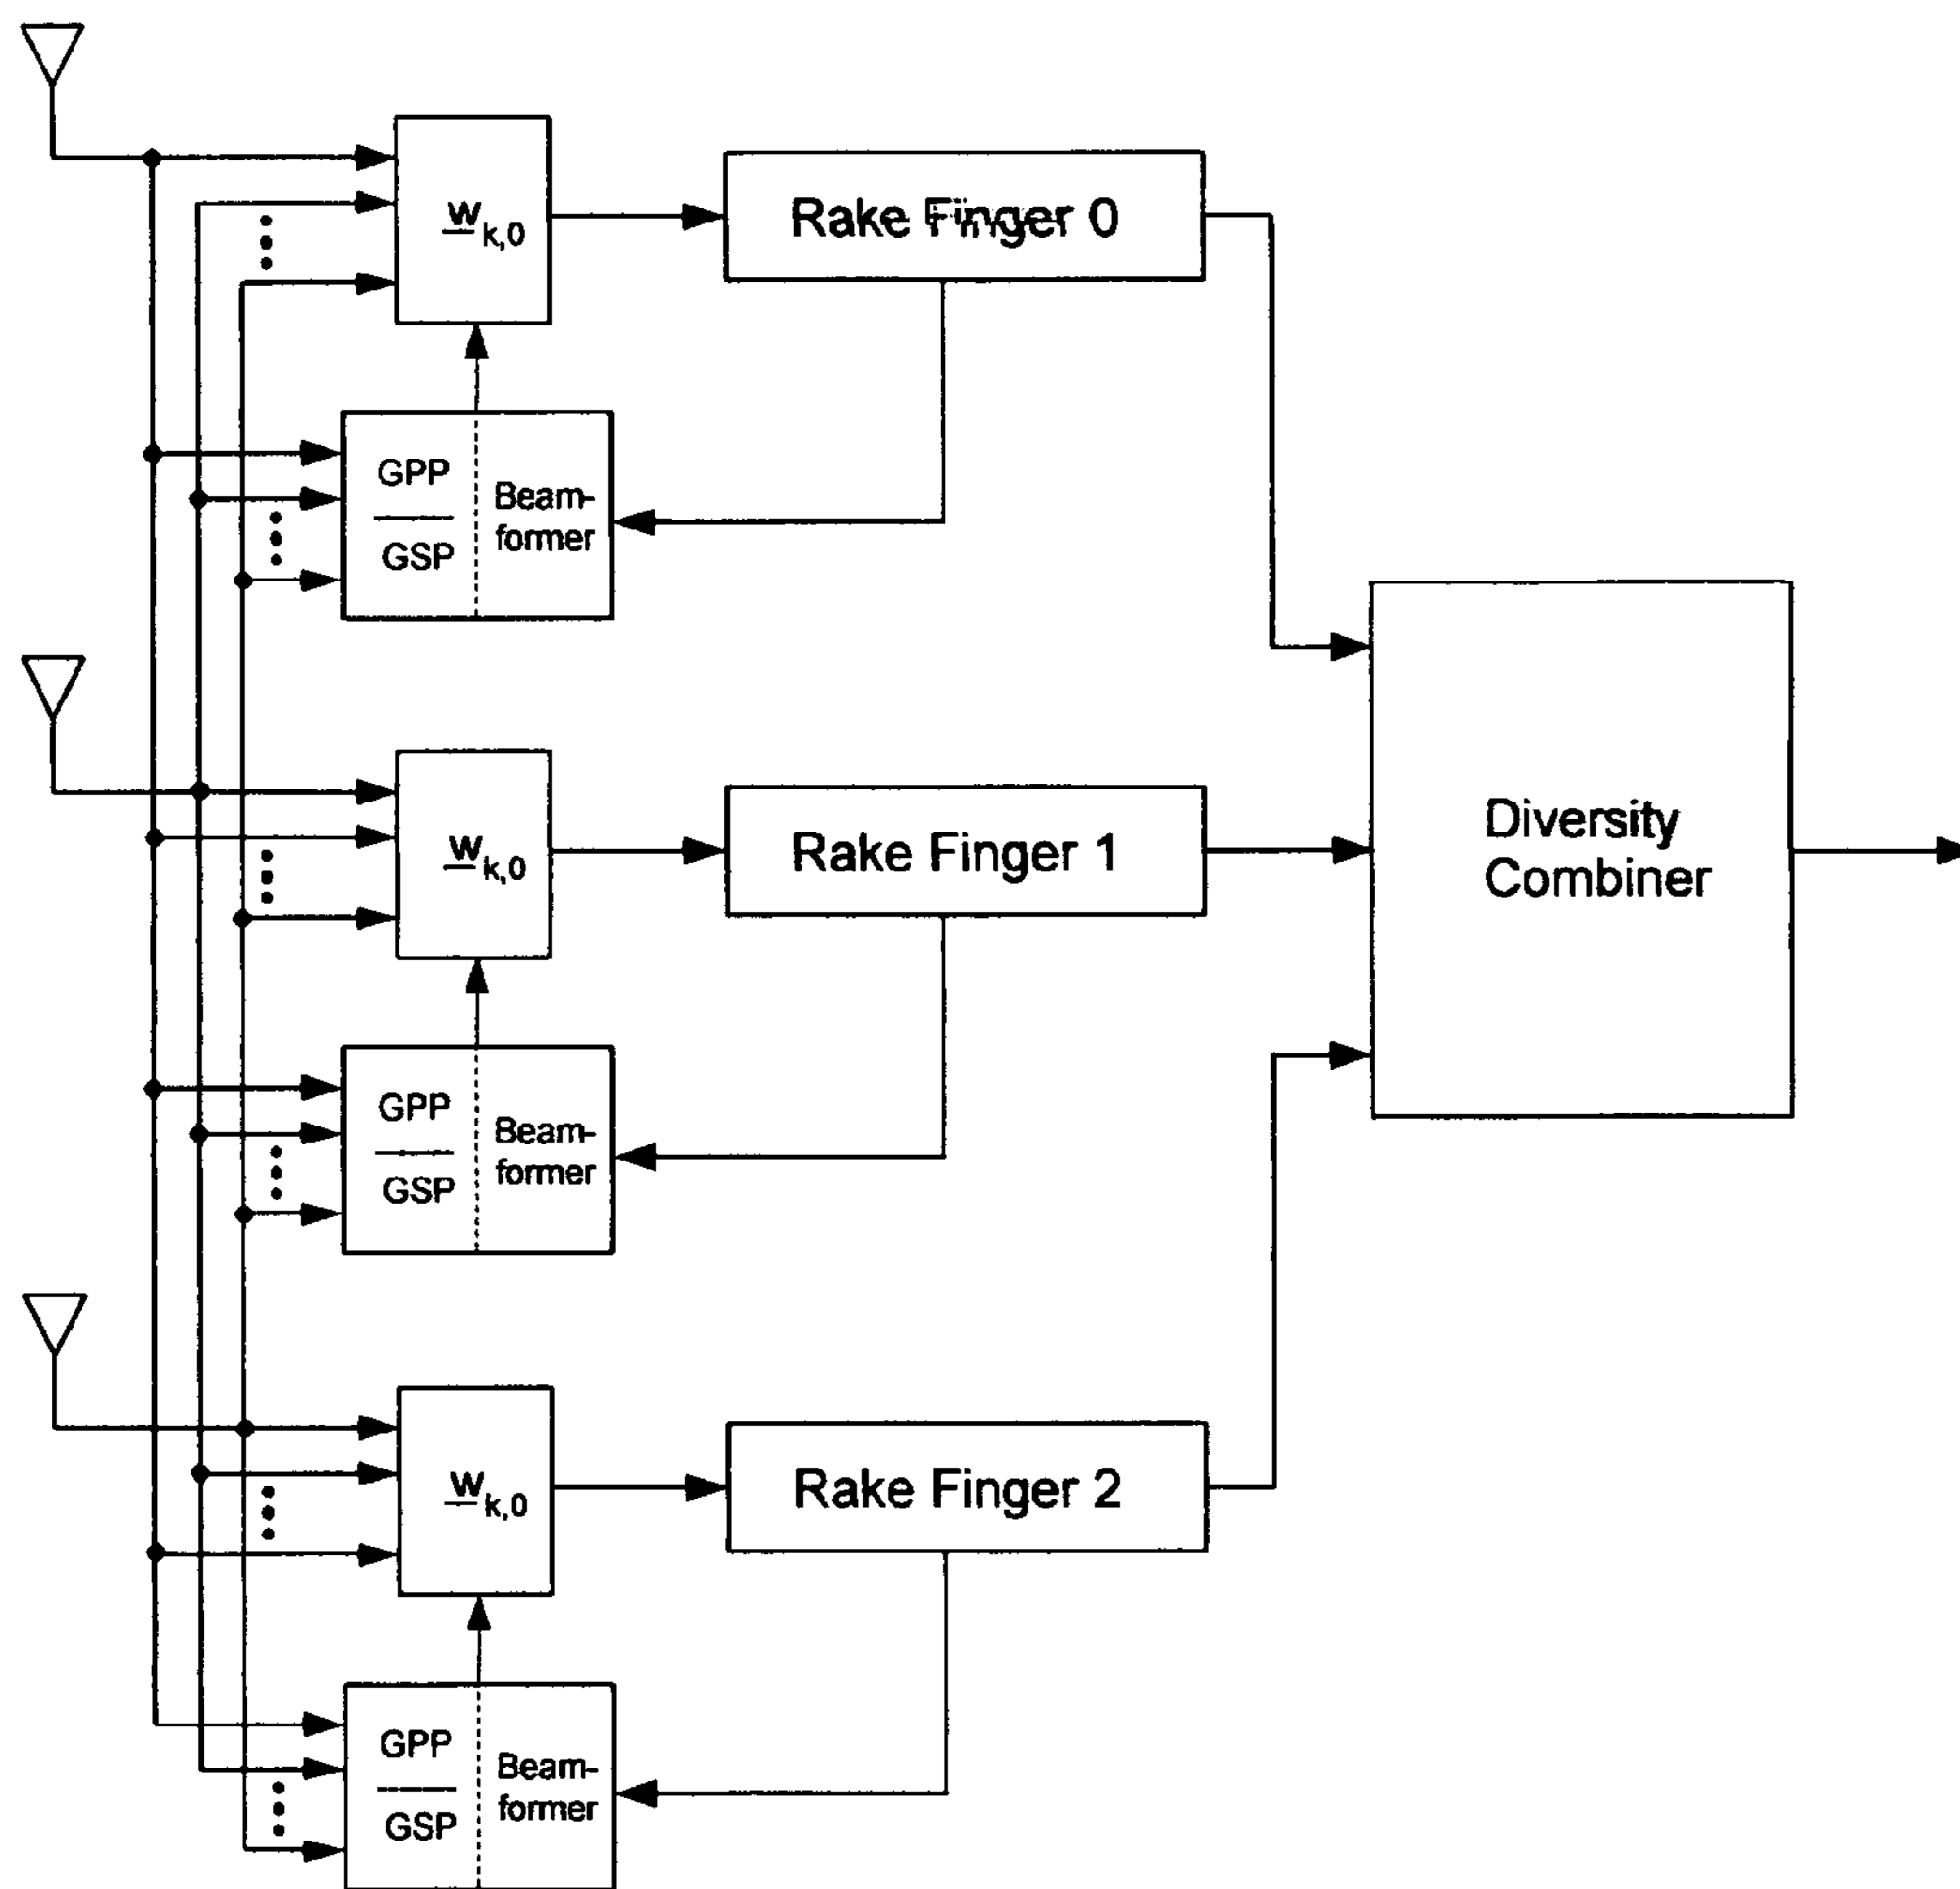 w k,0
Rake Finger 0
GPP
GSP
Beam-
former
w k,0
Rake Finger 1
Diversity
Combiner
GPP
GSP
Beam-
former
w k,0
Rake Finger 2
GPP
GSP
Beam-
former